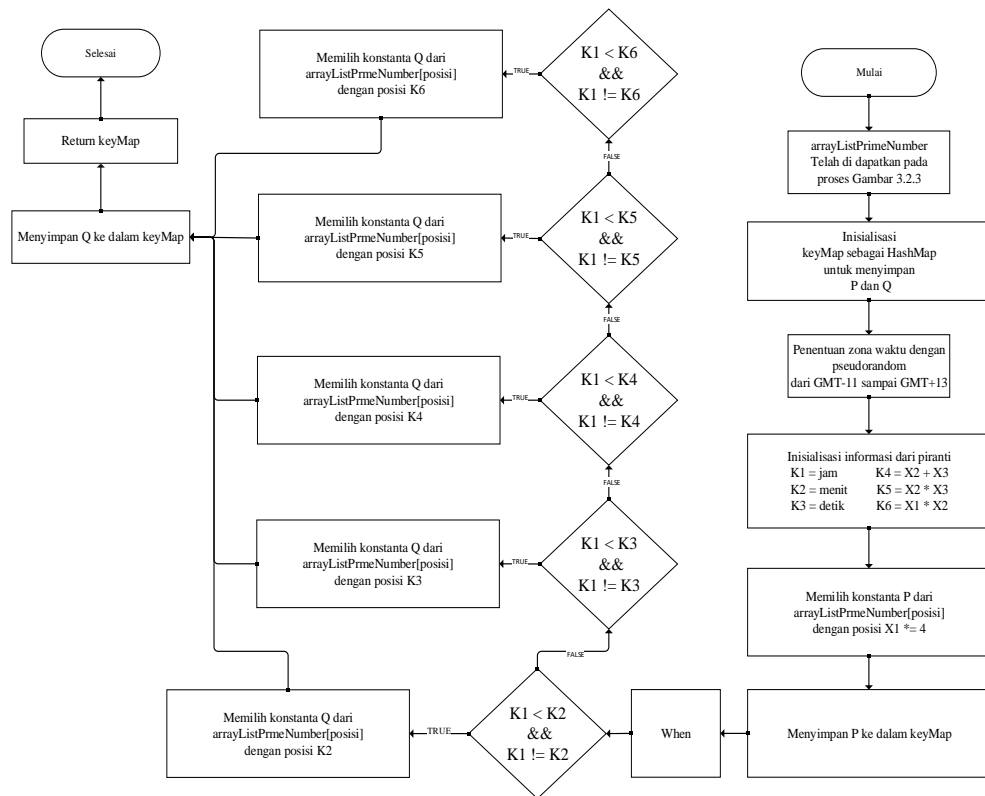 Mulai
arrayListPrimeNumber
Telah di dapatkan pada
proses Gambar 3.2.3
Inisialisasi
keyMap sebagai HashMap
untuk menyimpan
P dan Q
Penentuan zona waktu dengan
pseudorandom
dari GMT-11 sampai GMT+13
Inisialisasi informasi dari piranti
K1 = jam K4 = X2 + X3
K2 = menit K5 = X2 * X3
K3 = detik K6 = X1 * X2
Memilih konstanta P dari
arrayListPrmeNumber[posisi]
dengan posisi X1 *= 4
Menyimpan P ke dalam keyMap
When
K1 < K2
&&
K1 != K2
TRUE
Memilih konstanta Q dari
arrayListPrmeNumber[posisi]
dengan posisi K2
FALSE
K1 < K3
&&
K1 != K3
TRUE
Memilih konstanta Q dari
arrayListPrmeNumber[posisi]
dengan posisi K3
FALSE
K1 < K4
&&
K1 != K4
TRUE
Memilih konstanta Q dari
arrayListPrmeNumber[posisi]
dengan posisi K4
FALSE
K1 < K5
&&
K1 != K5
TRUE
Memilih konstanta Q dari
arrayListPrmeNumber[posisi]
dengan posisi K5
FALSE
K1 < K6
&&
K1 != K6
TRUE
Memilih konstanta Q dari
arrayListPrmeNumber[posisi]
dengan posisi K6
Menyimpan Q ke dalam keyMap
Return keyMap
Selesai